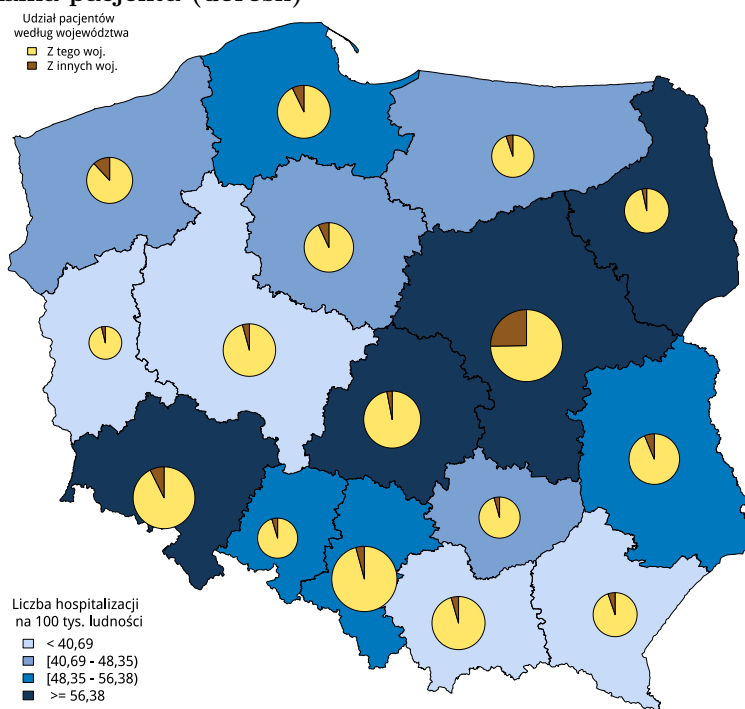 pacjenta
Udział pacjentów
według województwa
Z tego woj.
Z innych woj.
Liczba hospitalizacji
na 100 tys. ludności
< 40,69
[40,69 - 48,35)
[48,35 - 56,38)
>= 56,38